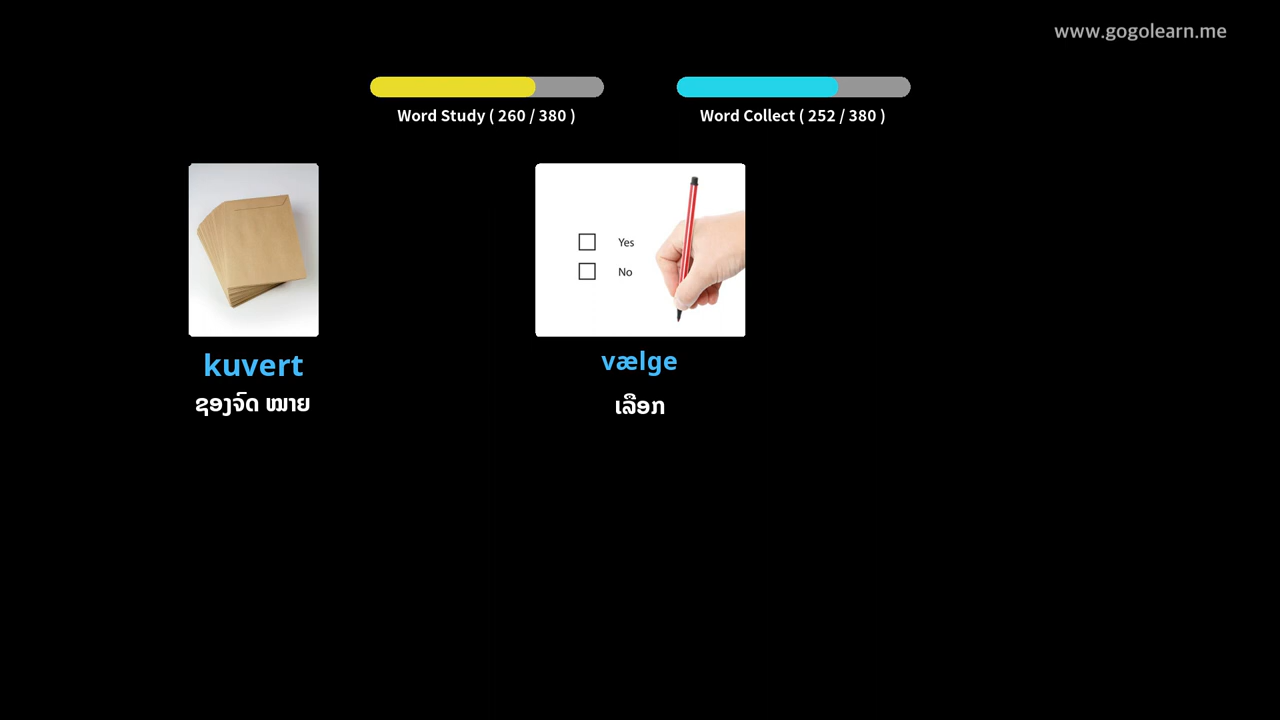 www.gogolearn.me
Word Study ( 260 / 380 )
Word Collect ( 252 / 380 )
Yes
No
kuvert
ຊອງຈົດ ໝາຍ
vælge
ເລືອກ